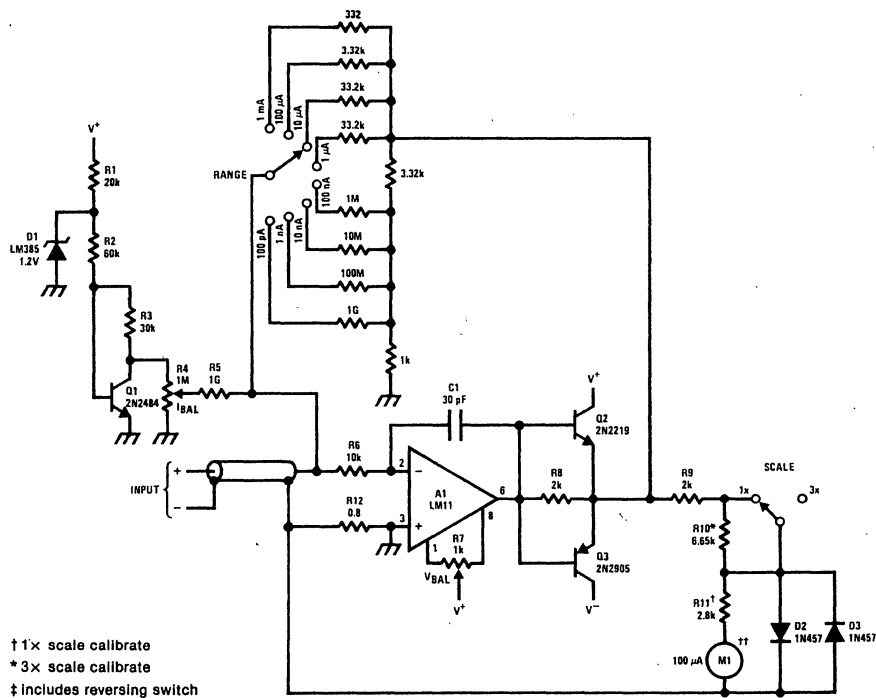 332
3.32k
33.2k
33.2k
1 mA
100 μA
10 μA
1 μA
RANGE
100 nA
10 nA
1 nA
100 pA
3.32k
1M
10M
100M
1G
1k
V+
R1
20k
D1
LM385
1.2V
R2
60k
R3
30k
R4
1M
R5
1G
IBAL
Q1
2N2484
C1
30 pF
V+
Q2
2N2219
INPUT
+
−
R6
10k
2
−
A1
LM11
6
R12
0.8
3
+
8
R7
1k
1
VBAL
V+
R8
2k
R9
2k
SCALE
1x
3x
Q3
2N2905
V−
R10*
6.65k
R11†
2.8k
D2
1N457
D3
1N457
††
100 μA
M1
† 1× scale calibrate
* 3× scale calibrate
‡ includes reversing switch